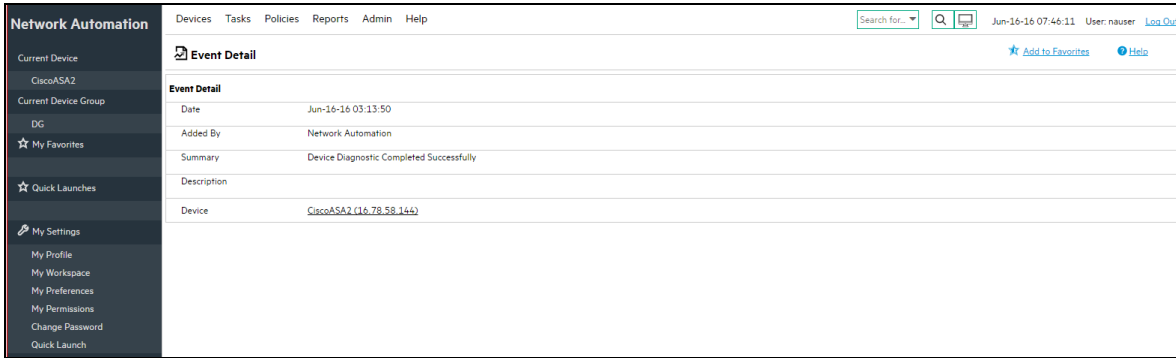 Network Automation
Devices Tasks Policies Reports Admin Help
Search for...
Jun-16-16 07:46:11 User: nauser Log Out
Current Device
CiscoASA2
Current Device Group
DG
My Favorites
Quick Launches
My Settings
My Profile
My Workspace
My Preferences
My Permissions
Change Password
Quick Launch
Event Detail
Add to Favorites
Help
Event Detail
Date Jun-16-16 03:13:50
Added By Network Automation
Summary Device Diagnostic Completed Successfully
Description
Device CiscoASA2 (16.78.58.144)